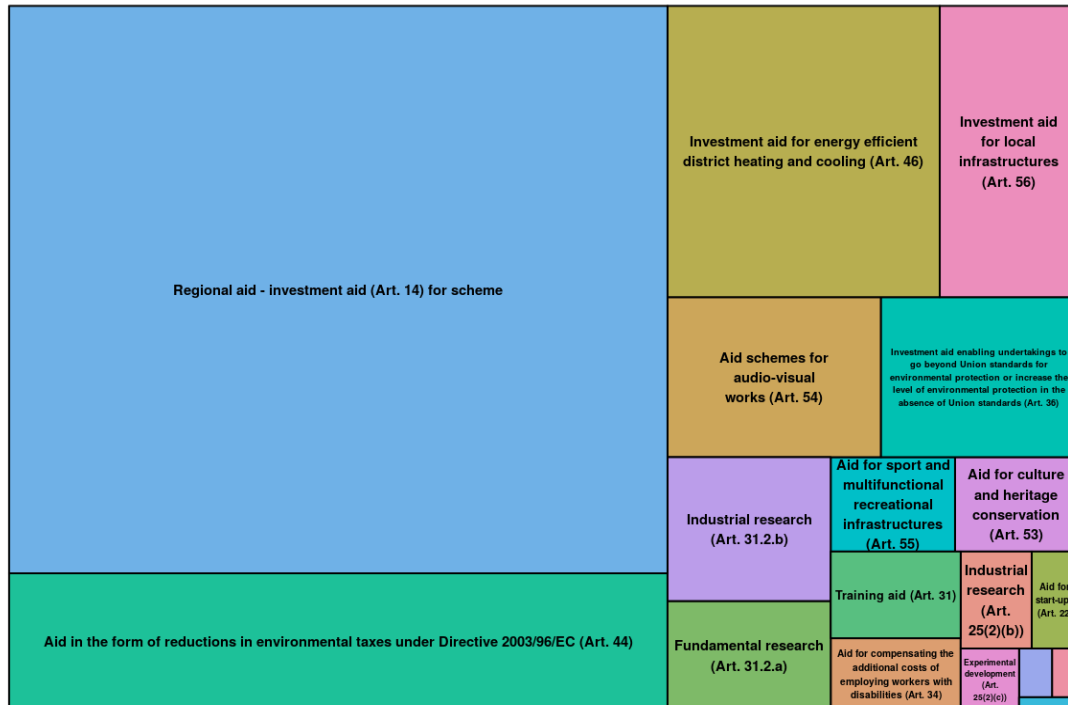 Regional aid - investment aid (Art. 14) for scheme
Aid in the form of reductions in environmental taxes under Directive 2003/96/EC (Art. 44)
Investment aid for energy efficient
district heating and cooling (Art. 46)
Investment aid
for local
infrastructures
(Art. 56)
Aid schemes for
audio-visual
works (Art. 54)
Investment aid enabling undertakings to
go beyond Union standards for
environmental protection or increase the
level of environmental protection in the
absence of Union standards (Art. 36)
Industrial research
(Art. 31.2.b)
Fundamental research
(Art. 31.2.a)
Aid for sport and
multifunctional
recreational
infrastructures
(Art. 55)
Aid for culture
and heritage
conservation
(Art. 53)
Training aid (Art. 31)
Industrial
research
(Art.
25(2)(b))
Aid for
start-up
(Art. 22
Aid for compensating the
additional costs of
employing workers with
disabilities (Art. 34)
Experimental
development
(Art.
25(2)(c))